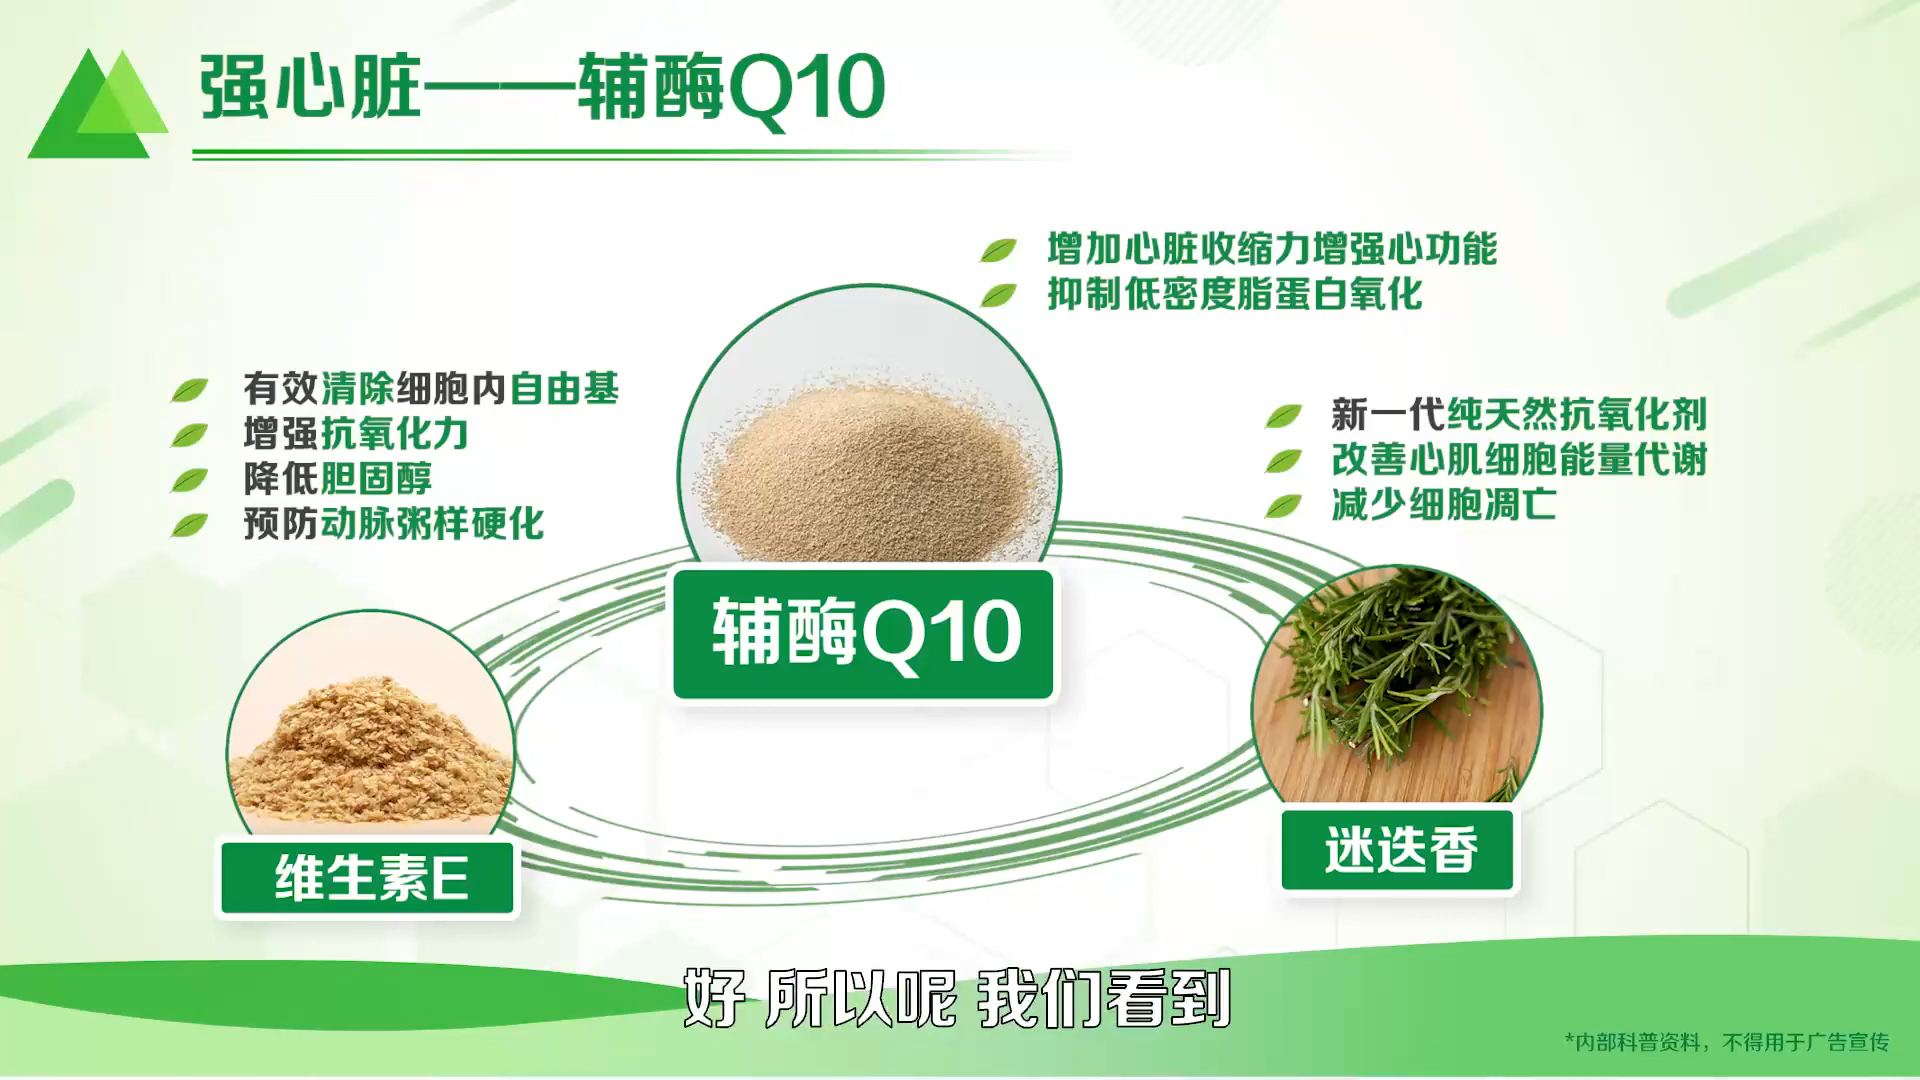 强心脏——辅酶Q10
增加心脏收缩力增强心功能
抑制低密度脂蛋白氧化
有效清除细胞内自由基
增强抗氧化力
降低胆固醇
预防动脉粥样硬化
新一代纯天然抗氧化剂
改善心肌细胞能量代谢
减少细胞凋亡
辅酶Q10
维生素E
迷迭香
好 所以呢 我们看到
*内部科普资料，不得用于广告宣传